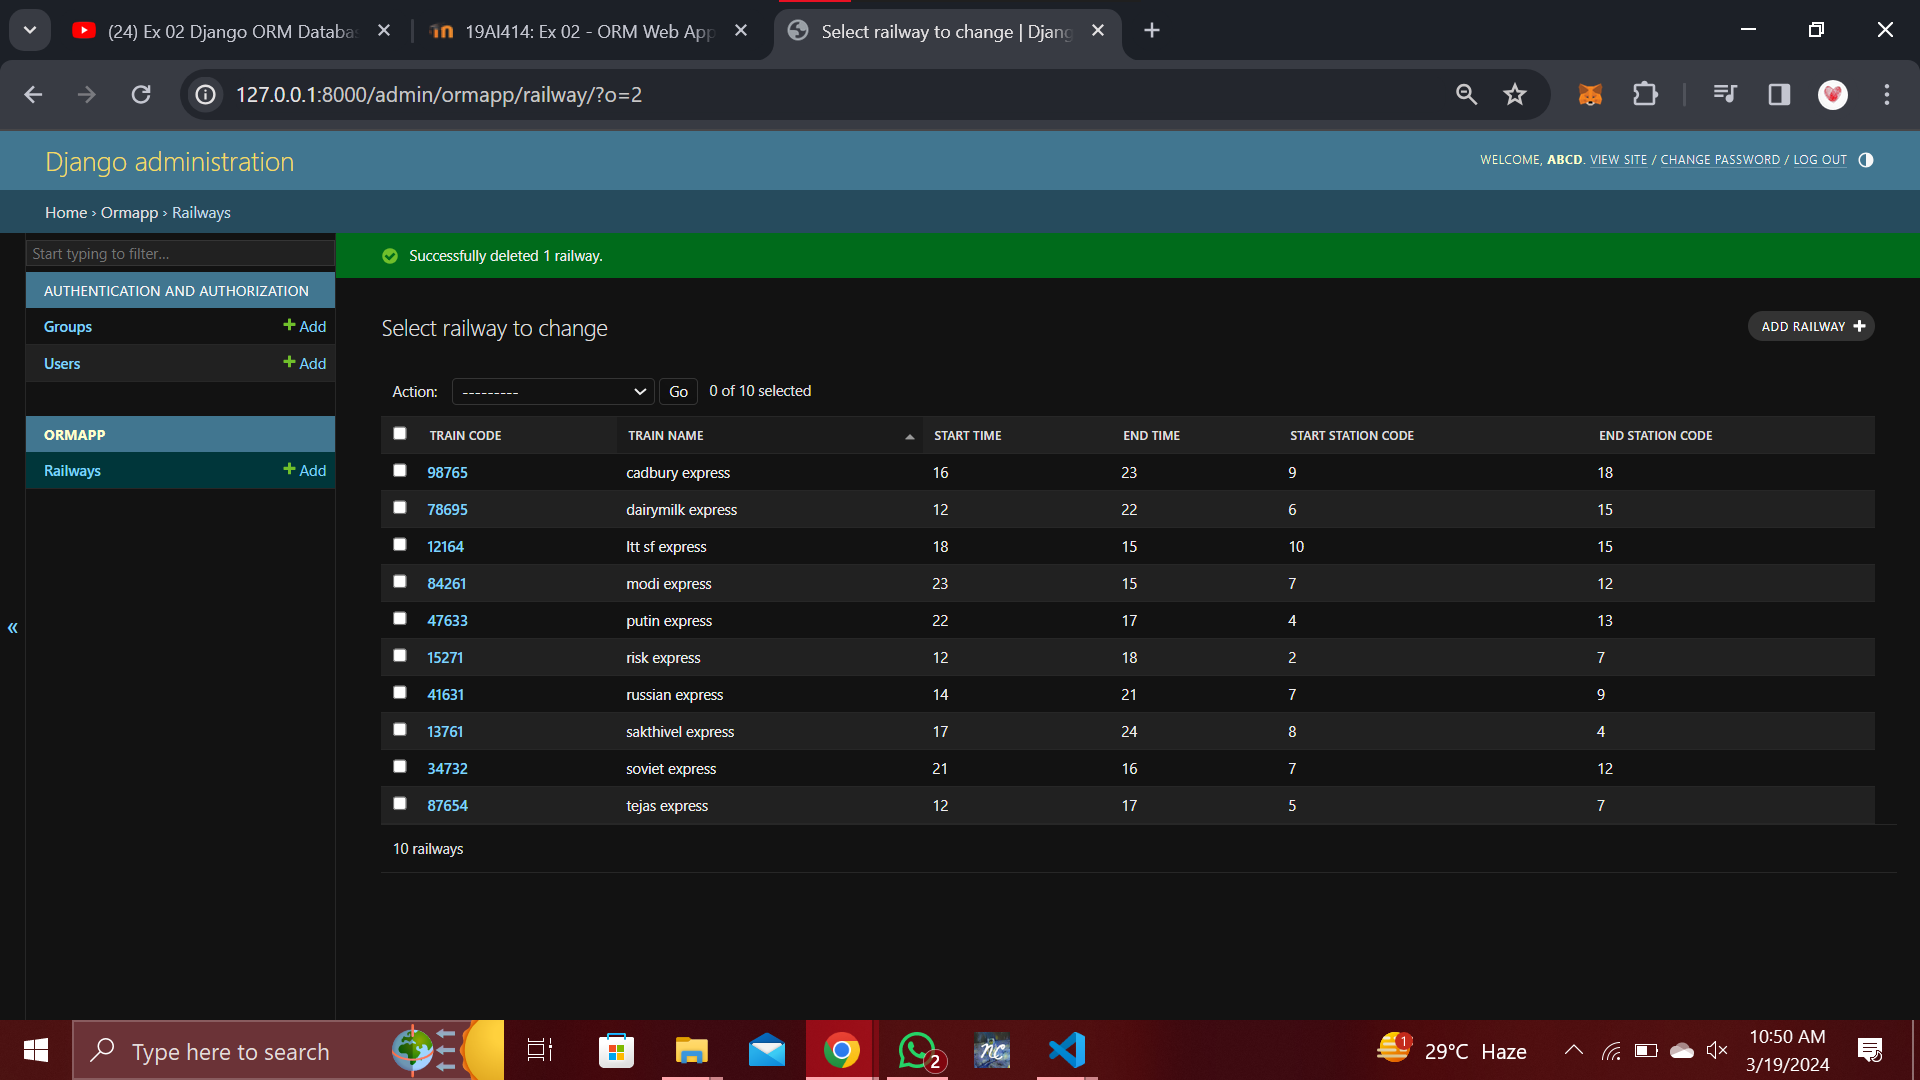 (24) Ex 02 Django ORM Databa
19AI414: Ex 02 - ORM Web App
Select railway to change | Djang
127.0.0.1:8000/admin/ormapp/railway/?o=2
Django administration
WELCOME, ABCD. VIEW SITE / CHANGE PASSWORD / LOG OUT
Home › Ormapp › Railways
Start typing to filter...
Successfully deleted 1 railway.
AUTHENTICATION AND AUTHORIZATION
Groups + Add
Users + Add
ORMAPP
Railways + Add
«
Select railway to change
ADD RAILWAY +
Action: --------- Go 0 of 10 selected
TRAIN CODE TRAIN NAME START TIME END TIME START STATION CODE END STATION CODE
98765 cadbury express 16 23 9 18
78695 dairymilk express 12 22 6 15
12164 ltt sf express 18 15 10 15
84261 modi express 23 15 7 12
47633 putin express 22 17 4 13
15271 risk express 12 18 2 7
41631 russian express 14 21 7 9
13761 sakthivel express 17 24 8 4
34732 soviet express 21 16 7 12
87654 tejas express 12 17 5 7
10 railways
Type here to search
2
nc
1
29°C Haze
10:50 AM
3/19/2024